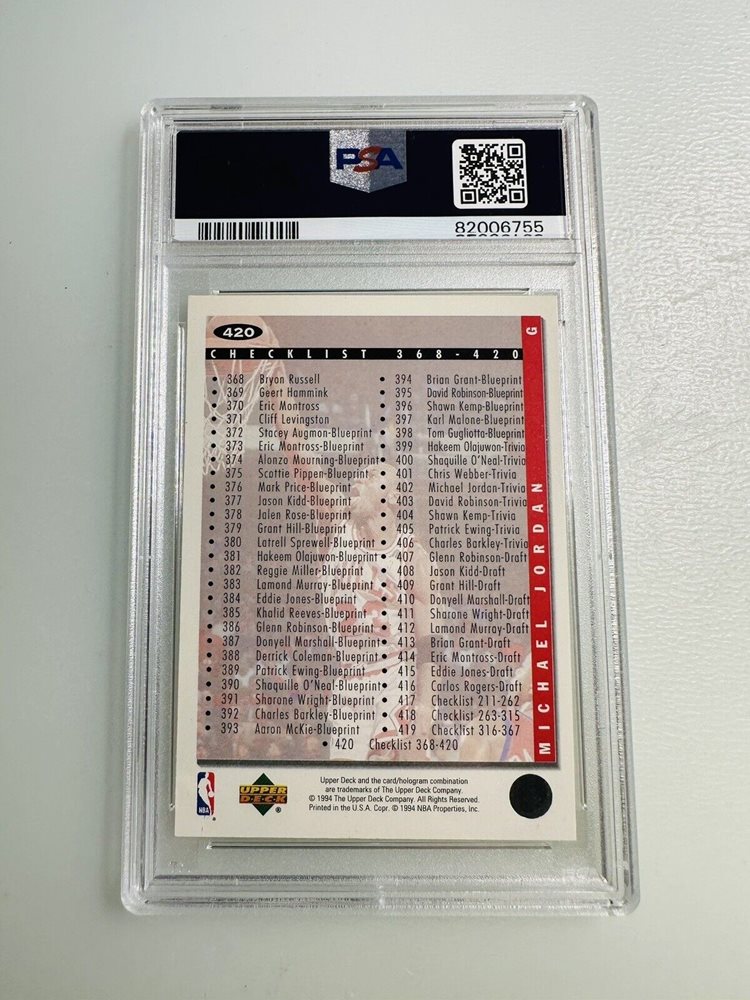 PSA
82006755
420
G
CHECKLIST 368-420
• 368 Bryon Russell
• 369 Geert Hammink
• 370 Eric Montross
• 371 Cliff Levingston
• 372 Stacey Augmon-Blueprint
• 373 Eric Montross-Blueprint
• 374 Alonzo Mourning-Blueprint
• 375 Scottie Pippen-Blueprint
• 376 Mark Price-Blueprint
• 377 Jason Kidd-Blueprint
• 378 Jalen Rose-Blueprint
• 379 Grant Hill-Blueprint
• 380 Latrell Sprewell-Blueprint
• 381 Hakeem Olajuwon-Blueprint
• 382 Reggie Miller-Blueprint
• 383 Lamond Murray-Blueprint
• 384 Eddie Jones-Blueprint
• 385 Khalid Reeves-Blueprint
• 386 Glenn Robinson-Blueprint
• 387 Donyell Marshall-Blueprint
• 388 Derrick Coleman-Blueprint
• 389 Patrick Ewing-Blueprint
• 390 Shaquille O'Neal-Blueprint
• 391 Sharone Wright-Blueprint
• 392 Charles Barkley-Blueprint
• 393 Aaron McKie-Blueprint
• 394 Brian Grant-Blueprint
• 395 David Robinson-Blueprint
• 396 Shawn Kemp-Blueprint
• 397 Karl Malone-Blueprint
• 398 Tom Gugliotta-Blueprint
• 399 Hakeem Olajuwon-Trivia
• 400 Shaquille O'Neal-Trivia
• 401 Chris Webber-Trivia
• 402 Michael Jordan-Trivia
• 403 David Robinson-Trivia
• 404 Shawn Kemp-Trivia
• 405 Patrick Ewing-Trivia
• 406 Charles Barkley-Trivia
• 407 Glenn Robinson-Draft
• 408 Jason Kidd-Draft
• 409 Grant Hill-Draft
• 410 Donyell Marshall-Draft
• 411 Sharone Wright-Draft
• 412 Lamond Murray-Draft
• 413 Brian Grant-Draft
• 414 Eric Montross-Draft
• 415 Eddie Jones-Draft
• 416 Carlos Rogers-Draft
• 417 Checklist 211-262
• 418 Checklist 263-315
• 419 Checklist 316-367
• 420 Checklist 368-420
MICHAEL JORDAN
NBA
UPPER
DECK
®
Upper Deck and the card/hologram combination
are trademarks of The Upper Deck Company.
© 1994 The Upper Deck Company. All Rights Reserved.
Printed in the U.S.A. Copr. © 1994 NBA Properties, Inc.